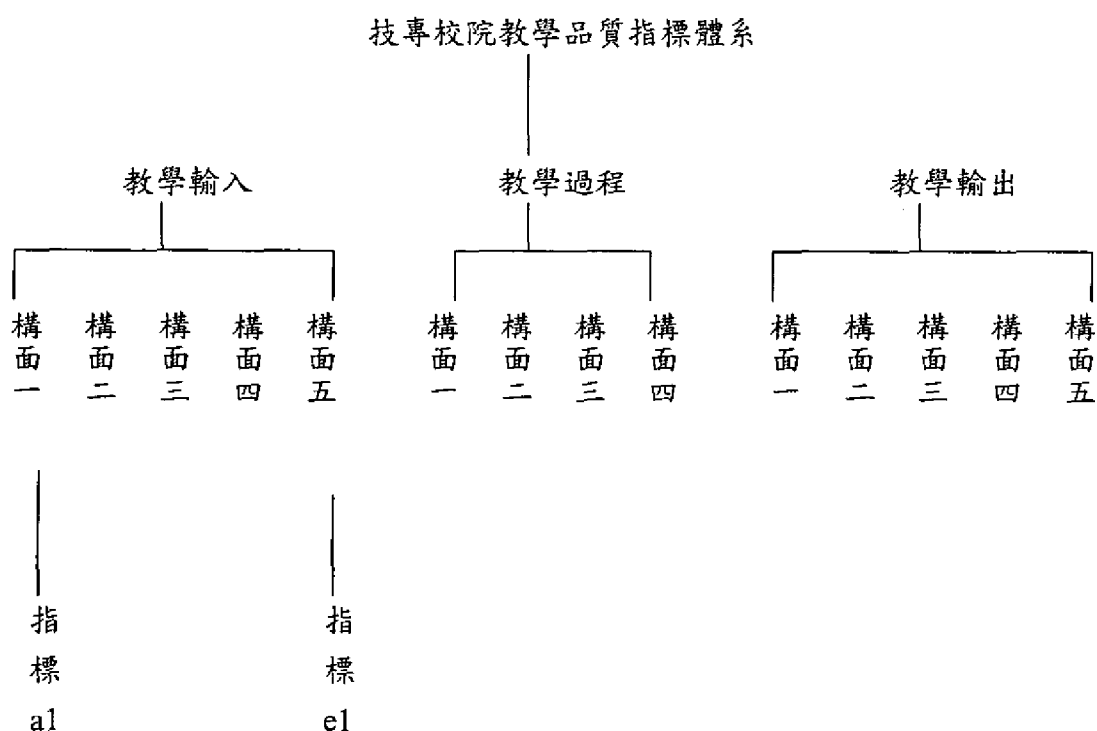 技專校院教學品質指標體系
教學輸入
教學過程
教學輸出
構面一
構面二
構面三
構面四
構面五
構面一
構面二
構面三
構面四
構面一
構面二
構面三
構面四
構面五
指標a1
指標e1